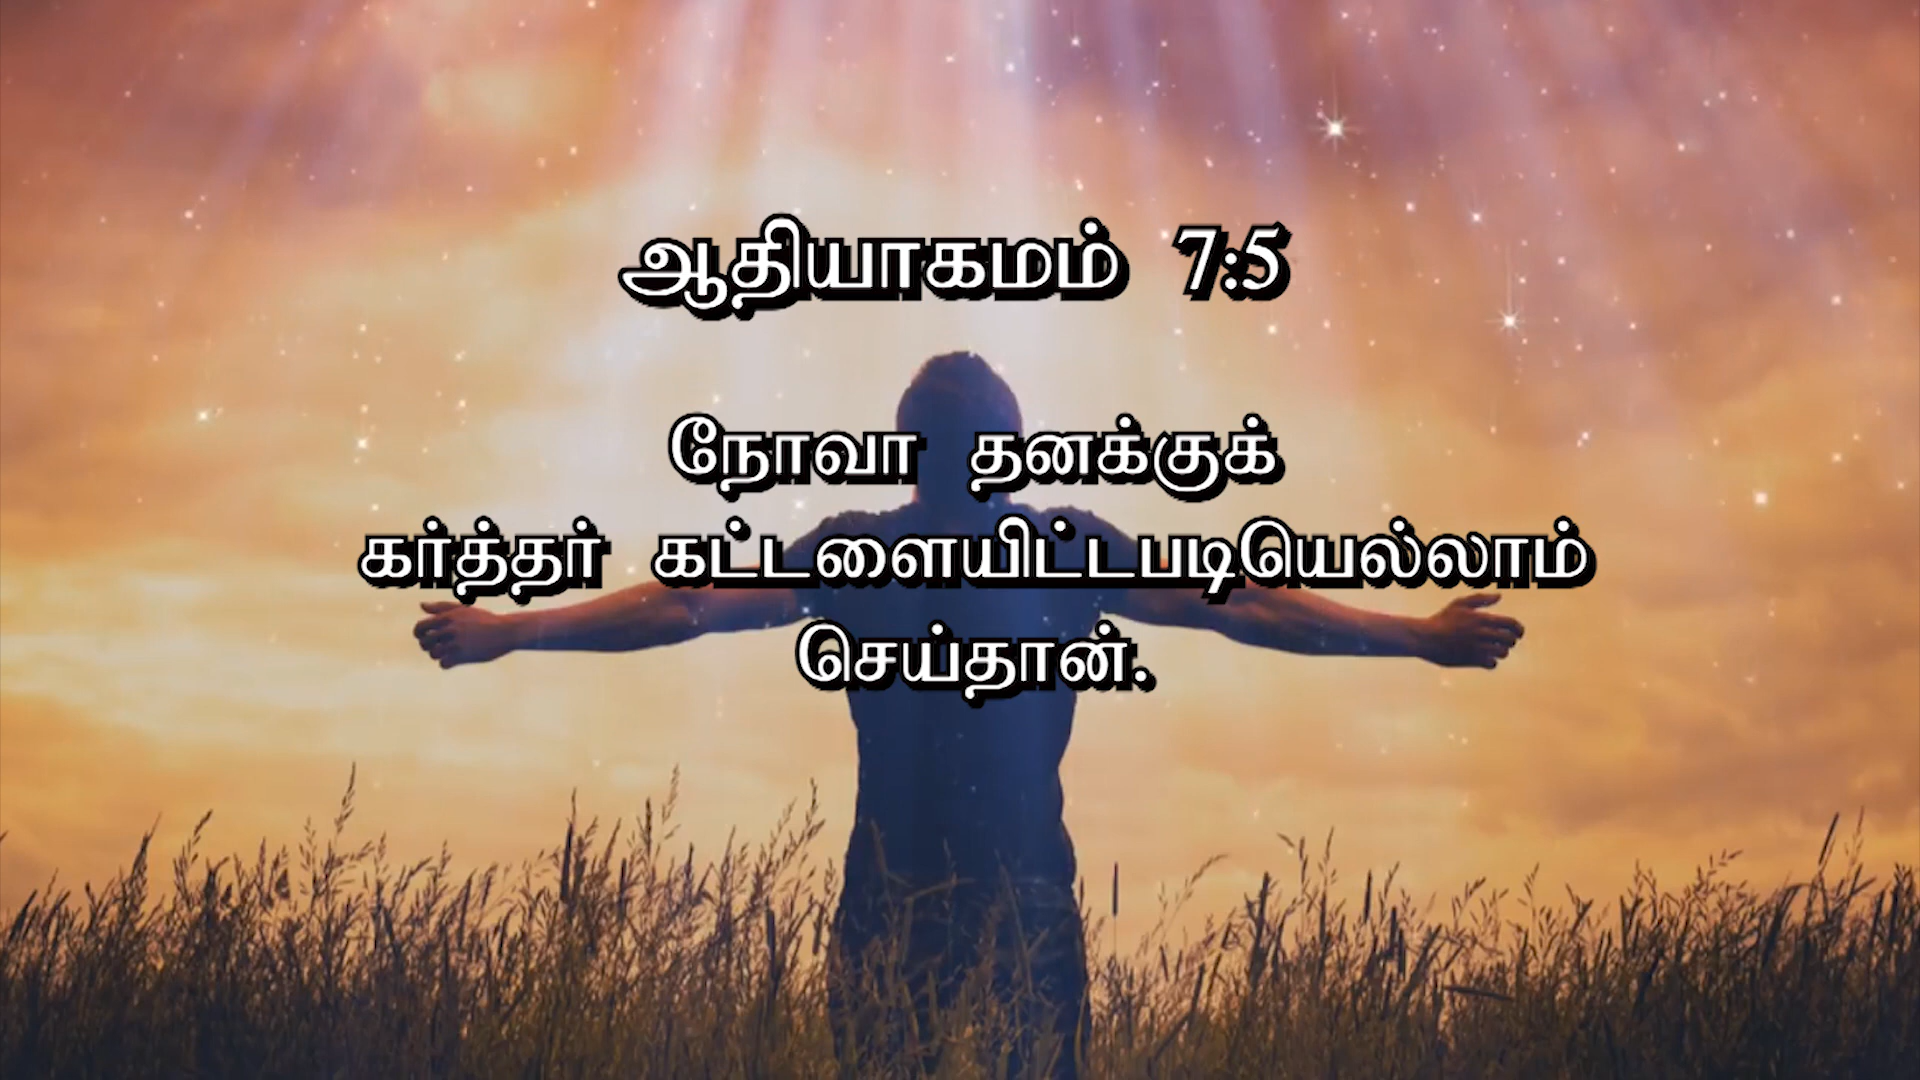 ஆதியாகமம் 7:5
நோவா தனக்குக்
கர்த்தர் கட்டளையிட்டபடியெல்லாம்
செய்தான்.